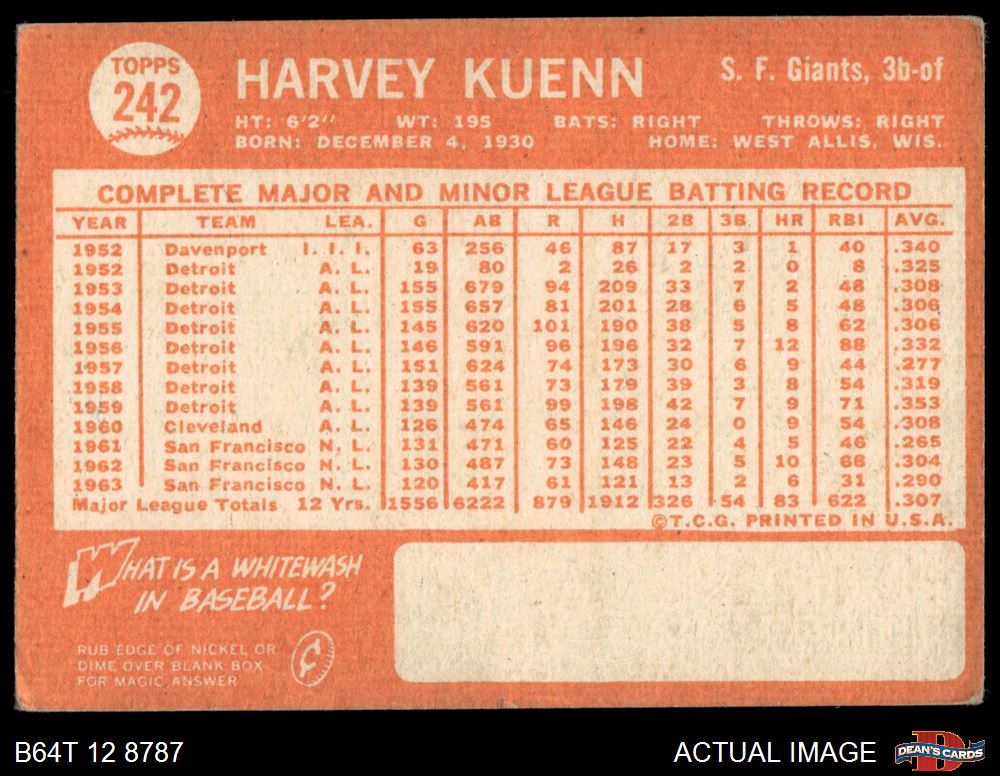 TOPPS
242
HARVEY KUENN
S. F. Giants, 3b-of
HT: 6'2" WT: 195 BATS: RIGHT THROWS: RIGHT
BORN: DECEMBER 4, 1930 HOME: WEST ALLIS, WIS.
COMPLETE MAJOR AND MINOR LEAGUE BATTING RECORD
YEAR TEAM LEA. G AB R H 2B 3B HR RBI AVG.
1952 Davenport I. I. I. 63 256 46 87 17 3 1 40 .340
1952 Detroit A. L. 19 80 2 26 2 2 0 8 .325
1953 Detroit A. L. 155 679 94 209 33 7 2 48 .308
1954 Detroit A. L. 155 657 81 201 28 6 5 48 .306
1955 Detroit A. L. 145 620 101 190 38 5 8 62 .306
1956 Detroit A. L. 146 591 96 196 32 7 12 88 .332
1957 Detroit A. L. 151 624 74 173 30 6 9 44 .277
1958 Detroit A. L. 139 561 73 179 39 3 8 54 .319
1959 Detroit A. L. 139 561 99 198 42 7 9 71 .353
1960 Cleveland A. L. 126 474 65 146 24 0 9 54 .308
1961 San Francisco N. L. 131 471 60 125 22 4 5 46 .265
1962 San Francisco N. L. 130 487 73 148 23 5 10 68 .304
1963 San Francisco N. L. 120 417 61 121 13 2 6 31 .290
Major League Totals 12 Yrs. 1556 6222 879 1912 326 54 83 622 .307
©T.C.G. PRINTED IN U.S.A.
WHAT IS A WHITEWASH
IN BASEBALL?
RUB EDGE OF NICKEL OR
DIME OVER BLANK BOX
FOR MAGIC ANSWER
¢
B64T 12 8787
ACTUAL IMAGE
D
DEAN'S CARDS